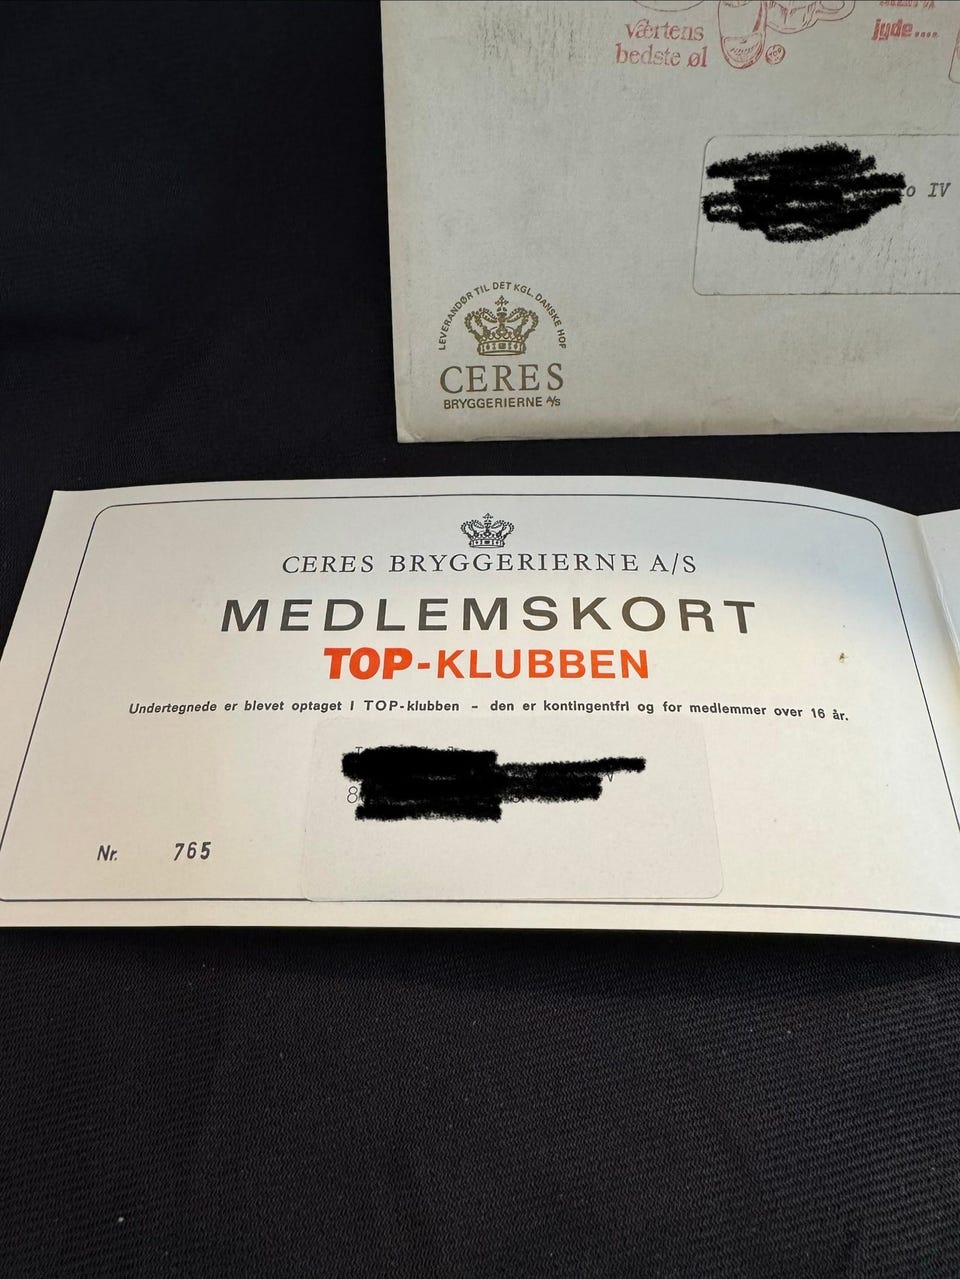 værtens
bedste øl
jyde....
IV
LEVERANDØR TIL DET KGL. DANSKE HOF
CERES
BRYGGERIERNE A/S
CERES BRYGGERIERNE A/S
MEDLEMSKORT
TOP-KLUBBEN
Undertegnede er blevet optaget i TOP-klubben – den er kontingentfri og for medlemmer over 16 år.
8
Nr. 765